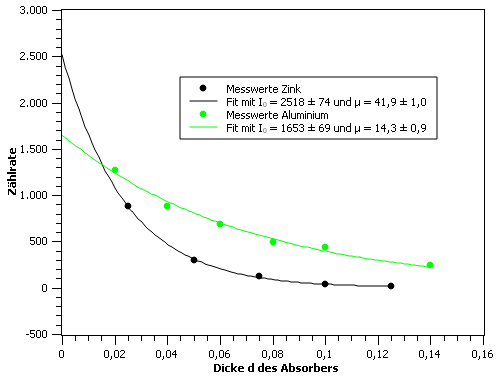 3.000
2.500
2.000
1.500
1.000
500
0
-500
Zählrate
Messwerte Zink
Fit mit I₀ = 2518 ± 74 und µ = 41,9 ± 1,0
Messwerte Aluminium
Fit mit I₀ = 1653 ± 69 und µ = 14,3 ± 0,9
0 0,02 0,04 0,06 0,08 0,10 0,12 0,14 0,16
Dicke d des Absorbers